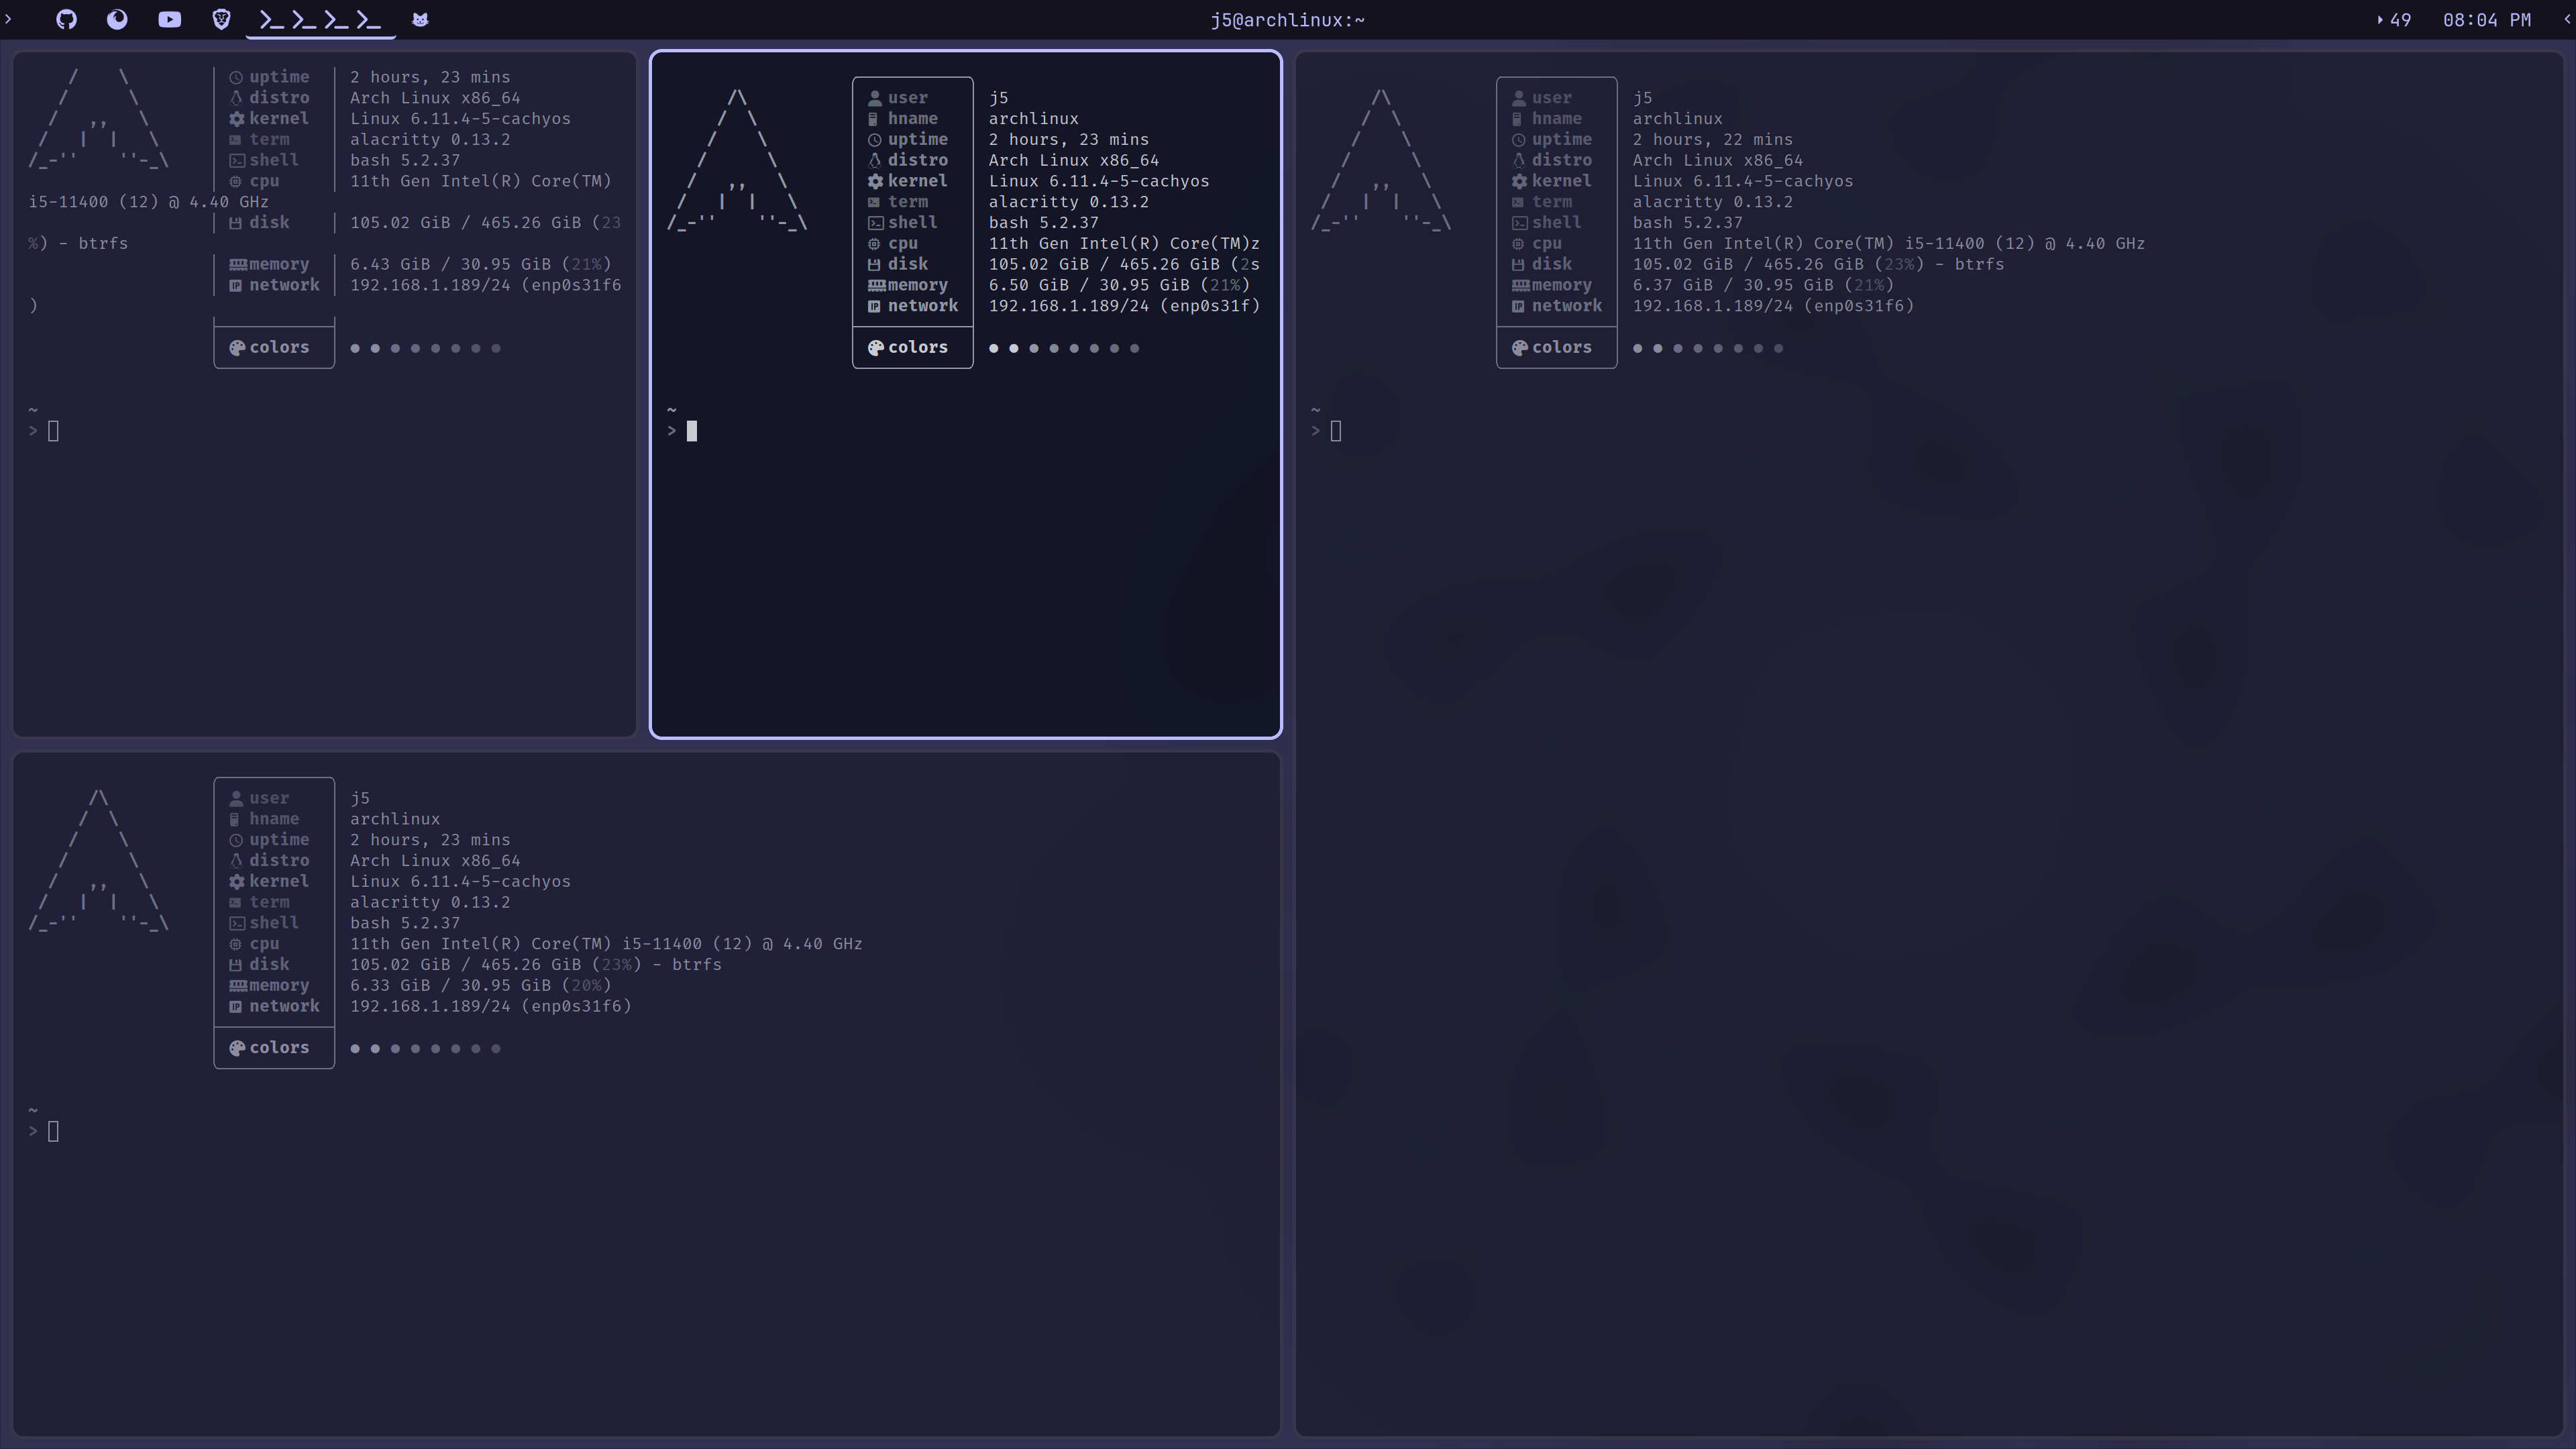 j5@archlinux:~
49 08:04 PM
uptime 2 hours, 23 mins
distro Arch Linux x86_64
kernel Linux 6.11.4-5-cachyos
term alacritty 0.13.2
shell bash 5.2.37
cpu 11th Gen Intel(R) Core(TM)
i5-11400 (12) @ 4.40 GHz
disk 105.02 GiB / 465.26 GiB (23
%) - btrfs
memory 6.43 GiB / 30.95 GiB (21%)
network 192.168.1.189/24 (enp0s31f6
)
colors
~
>
user j5
hname archlinux
uptime 2 hours, 23 mins
distro Arch Linux x86_64
kernel Linux 6.11.4-5-cachyos
term alacritty 0.13.2
shell bash 5.2.37
cpu 11th Gen Intel(R) Core(TM)z
disk 105.02 GiB / 465.26 GiB (2s
memory 6.50 GiB / 30.95 GiB (21%)
network 192.168.1.189/24 (enp0s31f)
colors
~
>
user j5
hname archlinux
uptime 2 hours, 22 mins
distro Arch Linux x86_64
kernel Linux 6.11.4-5-cachyos
term alacritty 0.13.2
shell bash 5.2.37
cpu 11th Gen Intel(R) Core(TM) i5-11400 (12) @ 4.40 GHz
disk 105.02 GiB / 465.26 GiB (23%) - btrfs
memory 6.37 GiB / 30.95 GiB (21%)
network 192.168.1.189/24 (enp0s31f6)
colors
~
>
user j5
hname archlinux
uptime 2 hours, 23 mins
distro Arch Linux x86_64
kernel Linux 6.11.4-5-cachyos
term alacritty 0.13.2
shell bash 5.2.37
cpu 11th Gen Intel(R) Core(TM) i5-11400 (12) @ 4.40 GHz
disk 105.02 GiB / 465.26 GiB (23%) - btrfs
memory 6.33 GiB / 30.95 GiB (20%)
network 192.168.1.189/24 (enp0s31f6)
colors
~
>